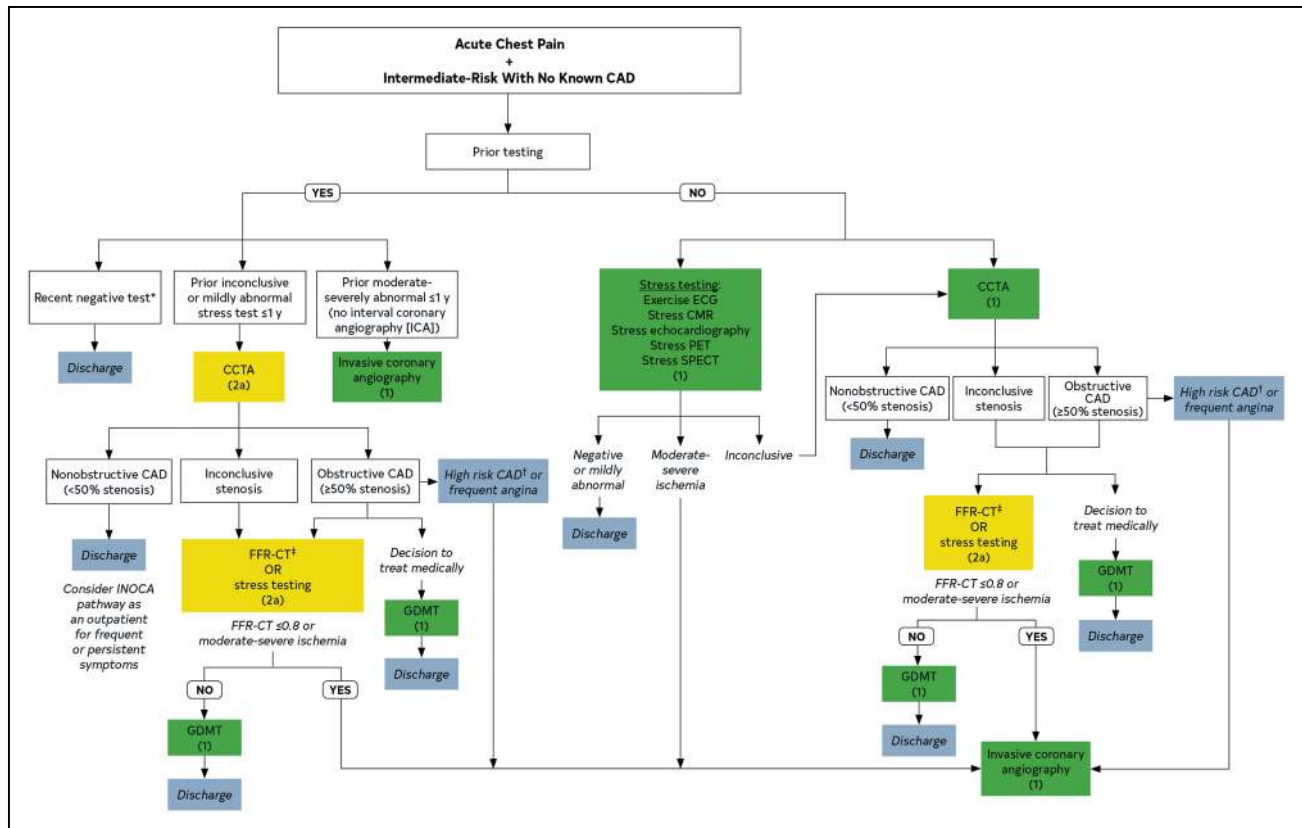 Acute Chest Pain
+
Intermediate-Risk With No Known CAD
Prior testing
YES
NO
Recent negative test*
Discharge
Prior inconclusive
or mildly abnormal
stress test ≤1 y
CCTA
(2a)
Prior moderate-
severely abnormal ≤1 y
(no interval coronary
angiography [ICA])
Invasive coronary
angiography
(1)
Nonobstructive CAD
(<50% stenosis)
Inconclusive
stenosis
Obstructive CAD
(≥50% stenosis)
High risk CAD† or
frequent angina
Discharge
Consider INOCA
pathway as
an outpatient
for frequent
or persistent
symptoms
FFR-CT‡
OR
stress testing
(2a)
Decision to
treat medically
GDMT
(1)
Discharge
FFR-CT ≤0.8 or
moderate-severe ischemia
NO
YES
GDMT
(1)
Discharge
Stress testing:
Exercise ECG
Stress CMR
Stress echocardiography
Stress PET
Stress SPECT
(1)
Negative
or mildly
abnormal
Moderate-
severe
ischemia
Inconclusive
Discharge
CCTA
(1)
Nonobstructive CAD
(<50% stenosis)
Inconclusive
stenosis
Obstructive
CAD
(≥50% stenosis)
High risk CAD† or
frequent angina
Discharge
FFR-CT‡
OR
stress testing
(2a)
Decision to
treat medically
GDMT
(1)
Discharge
FFR-CT ≤0.8 or
moderate-severe ischemia
NO
YES
GDMT
(1)
Discharge
Invasive coronary
angiography
(1)